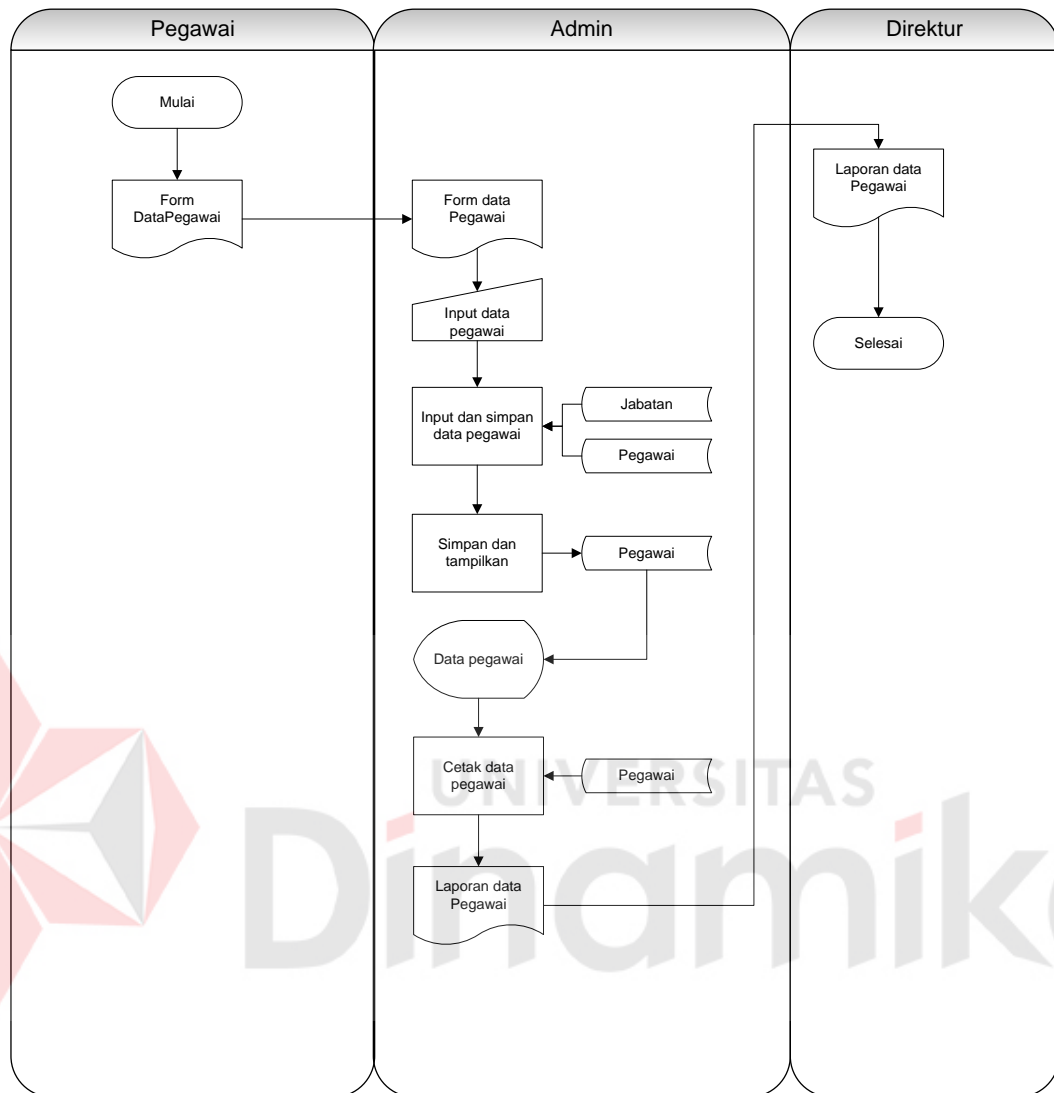 Pegawai
Admin
Direktur
Mulai
Form
DataPegawai
Form data
Pegawai
Input data
pegawai
Input dan simpan
data pegawai
Jabatan
Pegawai
Simpan dan
tampilkan
Pegawai
Data pegawai
Cetak data
pegawai
Pegawai
Laporan data
Pegawai
Laporan data
Pegawai
Selesai
UNIVERSITAS
Dinamika